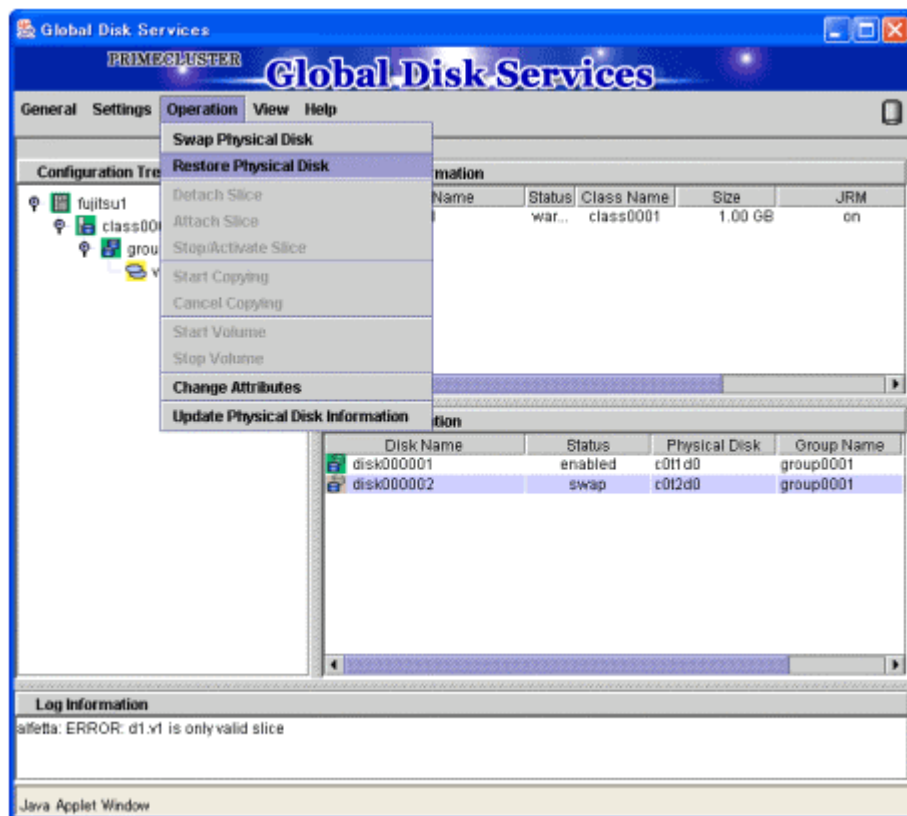 Global Disk Services
PRIMECLUSTER
Global Disk Services
General Settings Operation View Help
Swap Physical Disk
Restore Physical Disk
Detach Slice
Attach Slice
Stop/Activate Slice
Start Copying
Cancel Copying
Start Volume
Stop Volume
Change Attributes
Update Physical Disk Information
Configuration Tre
fujitsu1
class00
grou
v
rmation
Name Status Class Name Size JRM
war... class0001 1.00 GB on
tion
Disk Name Status Physical Disk Group Name
disk000001 enabled c0t1d0 group0001
disk000002 swap c0t2d0 group0001
Log Information
alfetta: ERROR: d1.v1 is only valid slice
Java Applet Window